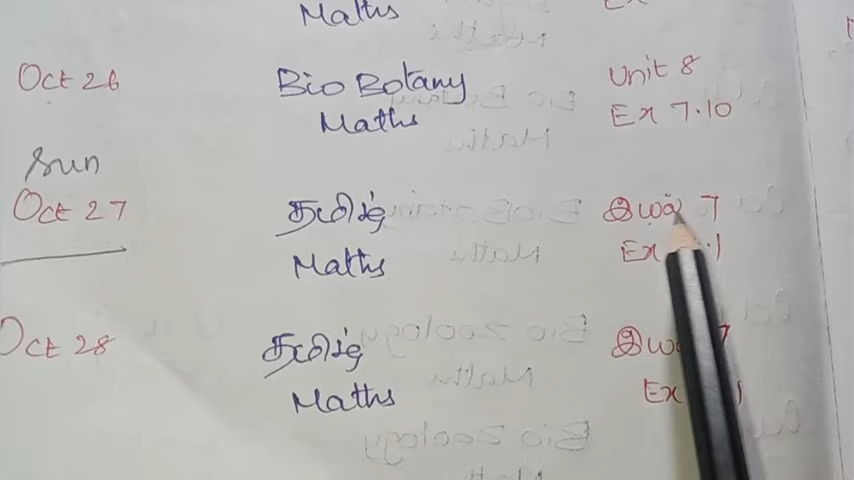 Maths
Oct 26 Bio Botany Unit 8
Maths Ex 7.10
Sun
Oct 27 தமிழ் இயல் 7
Maths Ex
Oct 28 தமிழ்
Maths Ex